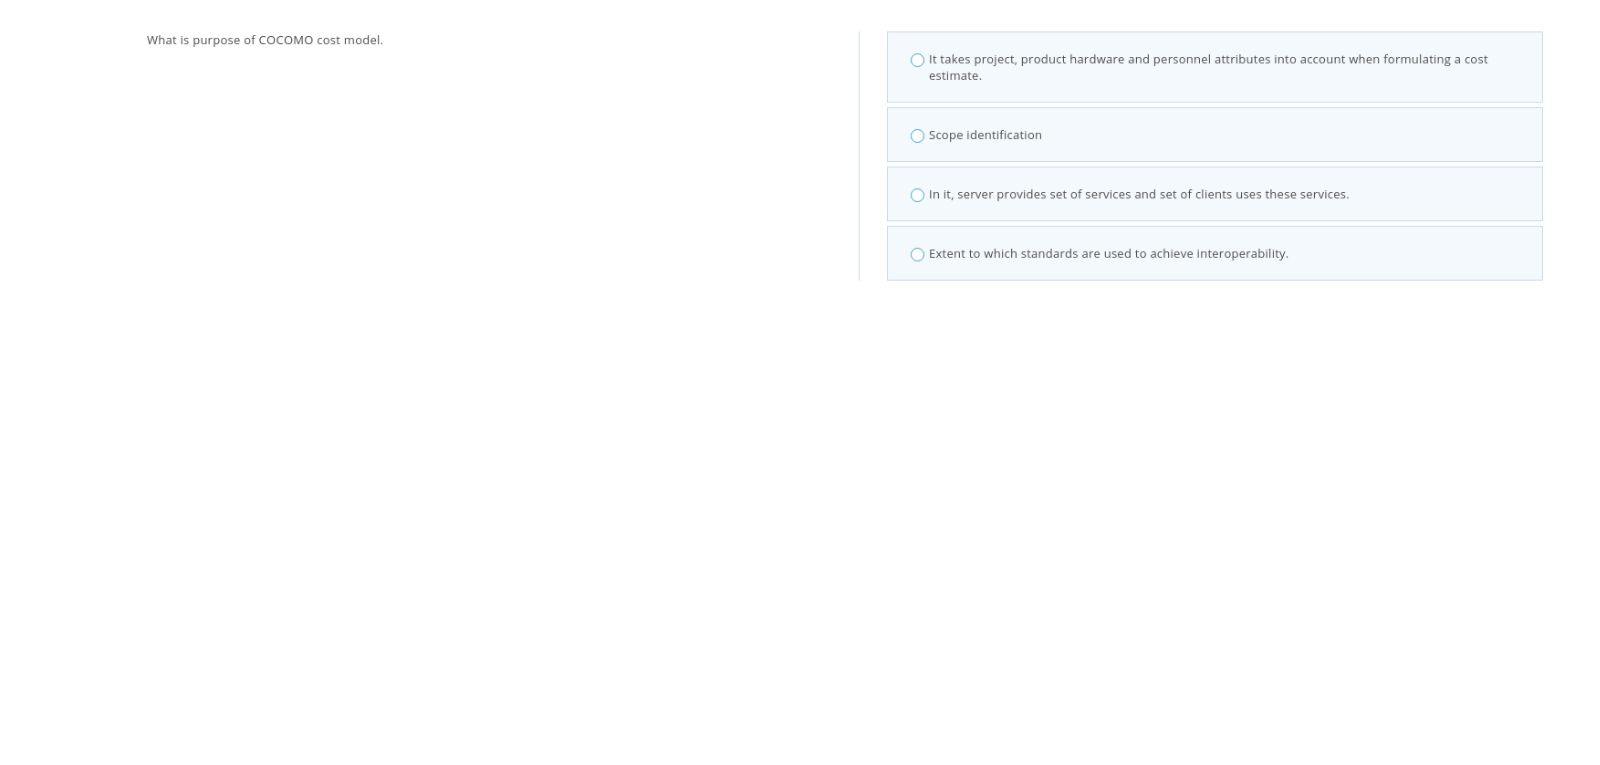 What is purpose of COCOMO cost model.
It takes project, product hardware and personnel attributes into account when formulating a cost
estimate.
Scope identification
In it, server provides set of services and set of clients uses these services.
Extent to which standards are used to achieve interoperability.